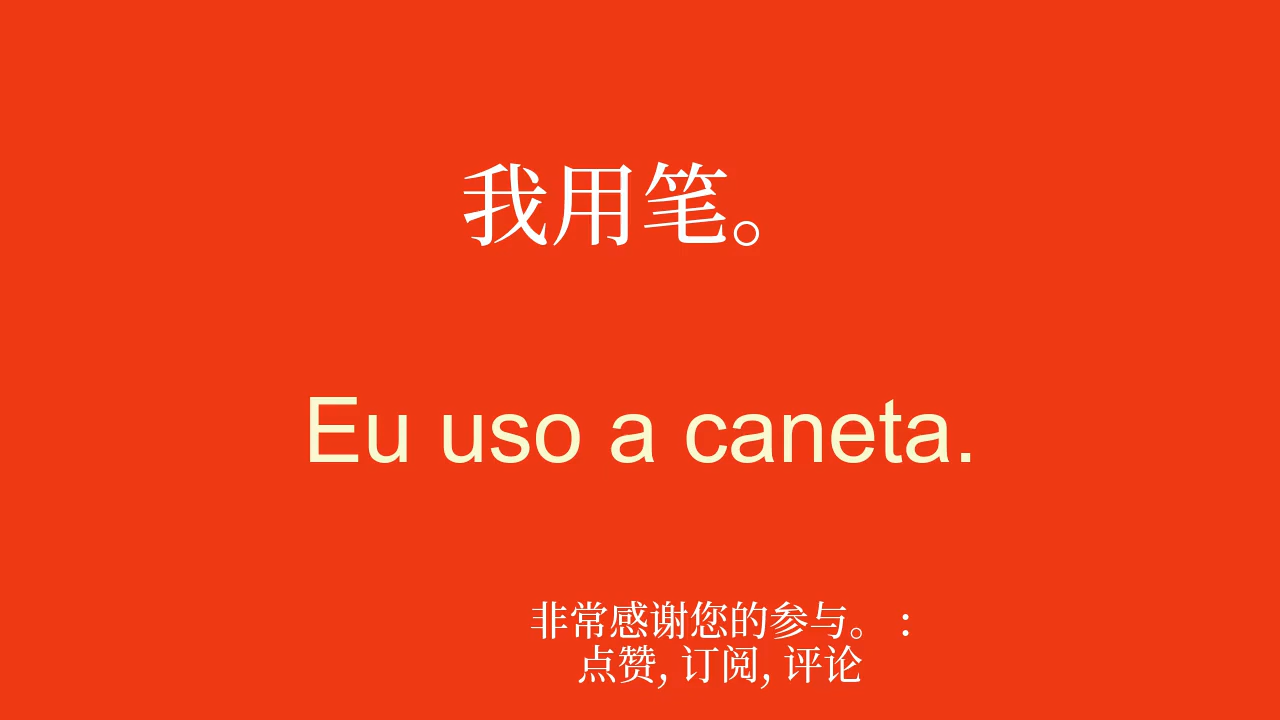 我用笔。
Eu uso a caneta.
非常感谢您的参与。 :
点赞, 订阅, 评论